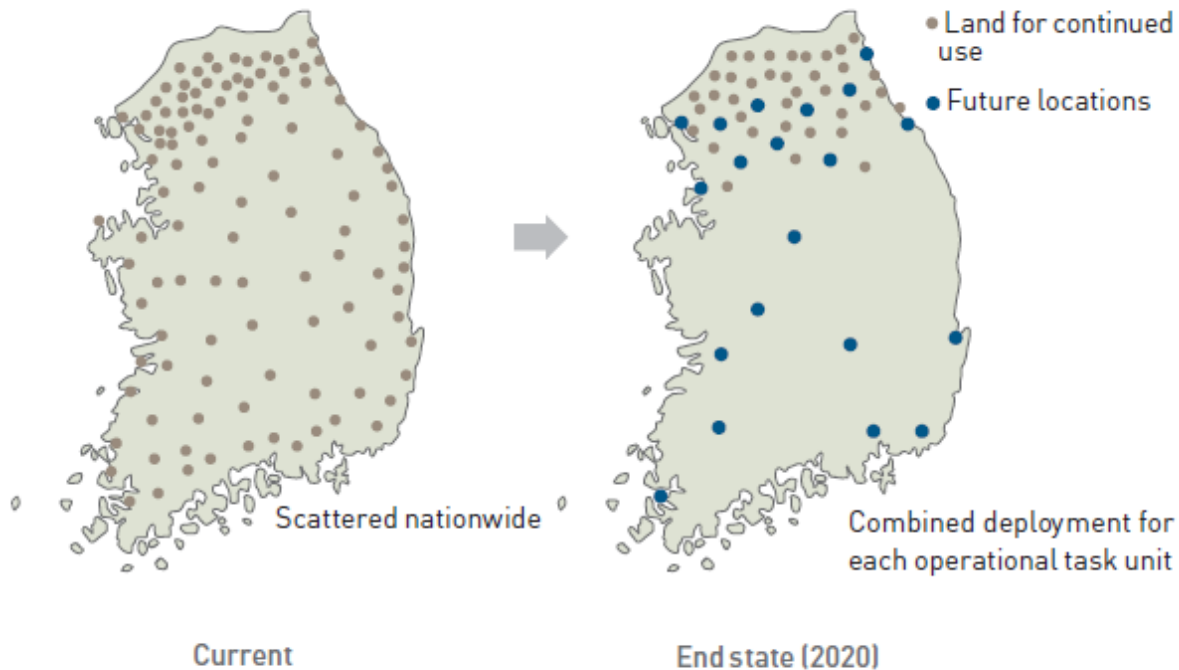 Land for continued
use
Future locations
Scattered nationwide
Combined deployment for
each operational task unit
Current
End state (2020)